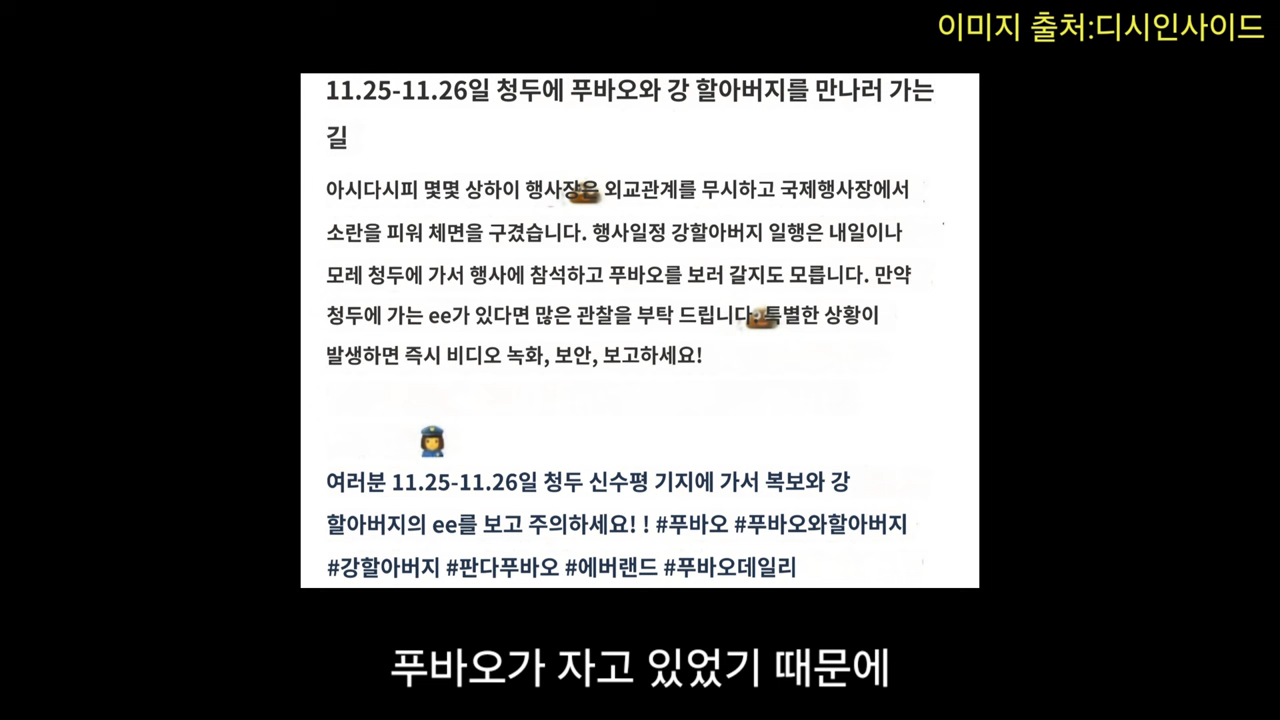 이미지 출처:디시인사이드
11.25-11.26일 청두에 푸바오와 강 할아버지를 만나러 가는
길
아시다시피 몇몇 상하이 행사장은 외교관계를 무시하고 국제행사장에서
소란을 피워 체면을 구겼습니다. 행사일정 강할아버지 일행은 내일이나
모레 청두에 가서 행사에 참석하고 푸바오를 보러 갈지도 모릅니다. 만약
청두에 가는 ee가 있다면 많은 관찰을 부탁 드립니다. 특별한 상황이
발생하면 즉시 비디오 녹화, 보안, 보고하세요!
여러분 11.25-11.26일 청두 신수평 기지에 가서 복보와 강
할아버지의 ee를 보고 주의하세요! ! #푸바오 #푸바오와할아버지
#강할아버지 #판다푸바오 #에버랜드 #푸바오데일리
푸바오가 자고 있었기 때문에